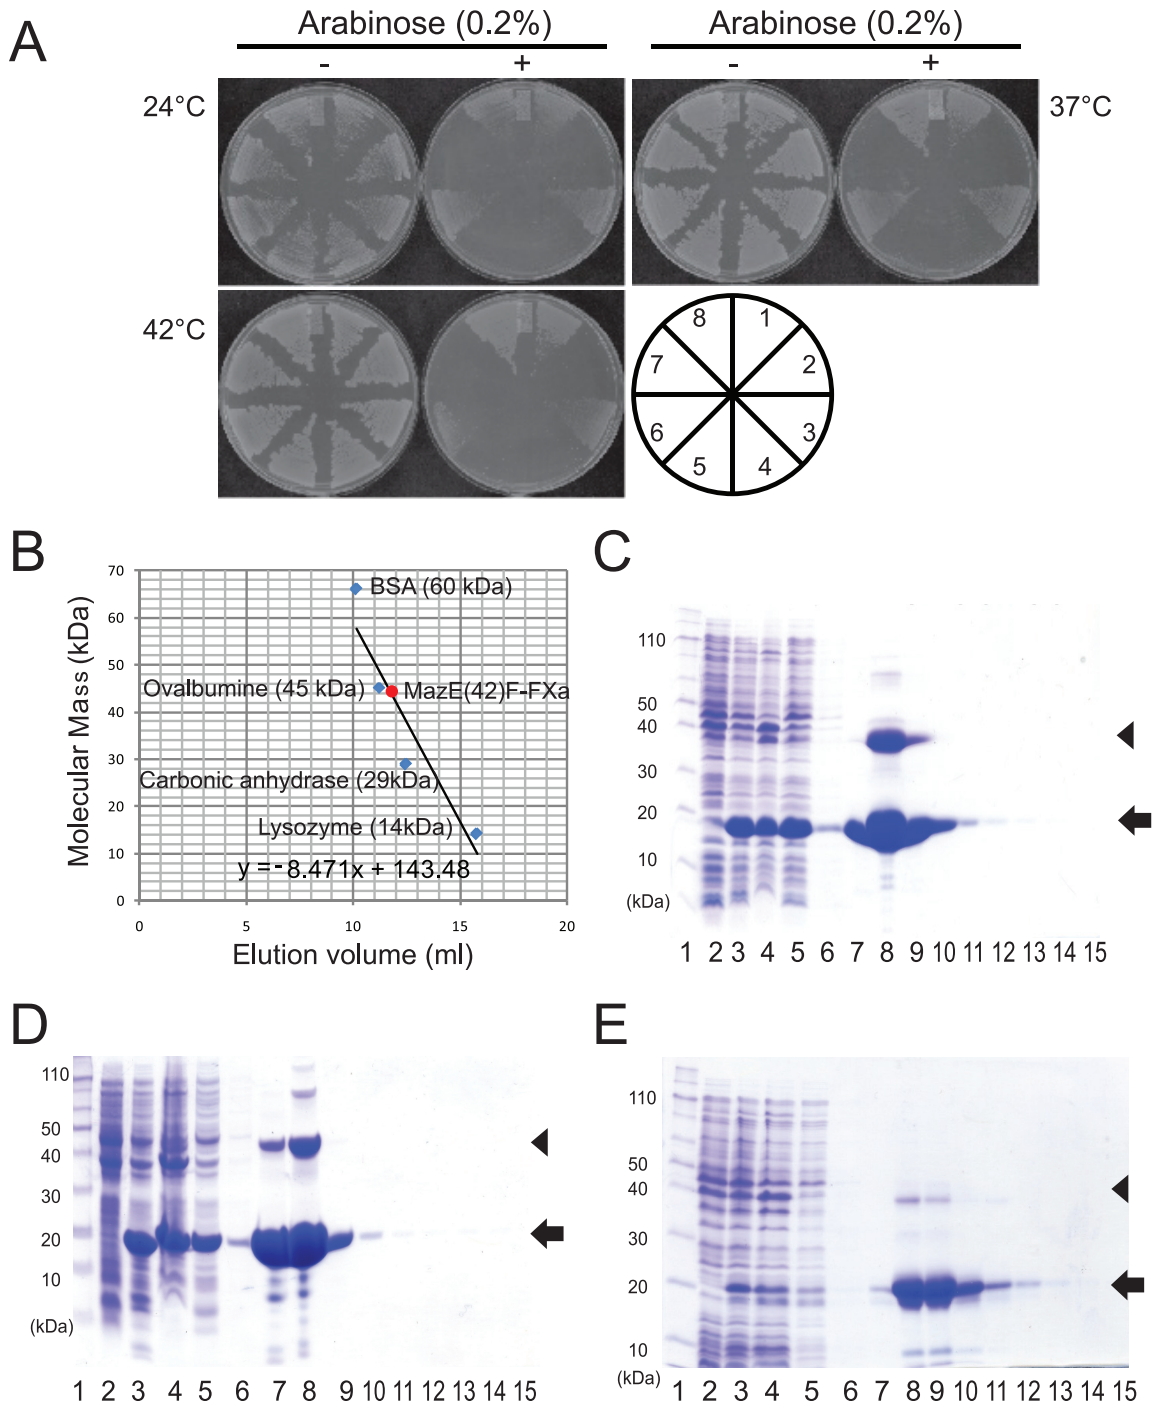 A
Arabinose (0.2%) Arabinose (0.2%)
- + - +
24°C 37°C
42°C
8 1
7 2
6 3
5 4
B
Molecular Mass (kDa)
70
60
50
40
30
20
10
0
BSA (60 kDa)
Ovalbumine (45 kDa) MazE(42)F-FXa
Carbonic anhydrase (29kDa)
Lysozyme (14kDa)
y =-8.471x + 143.48
0 5 10 15 20
Elution volume (ml)
C
110
50
40
30
20
10
(kDa)
1 2 3 4 5 6 7 8 9 10 11 12 13 14 15
D
110
50
40
30
20
10
(kDa)
1 2 3 4 5 6 7 8 9 10 11 12 13 14 15
E
110
50
40
30
20
10
(kDa)
1 2 3 4 5 6 7 8 9 10 11 12 13 14 15